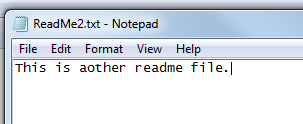 ReadMe2.txt - Notepad
File Edit Format View Help
This is aother readme file.